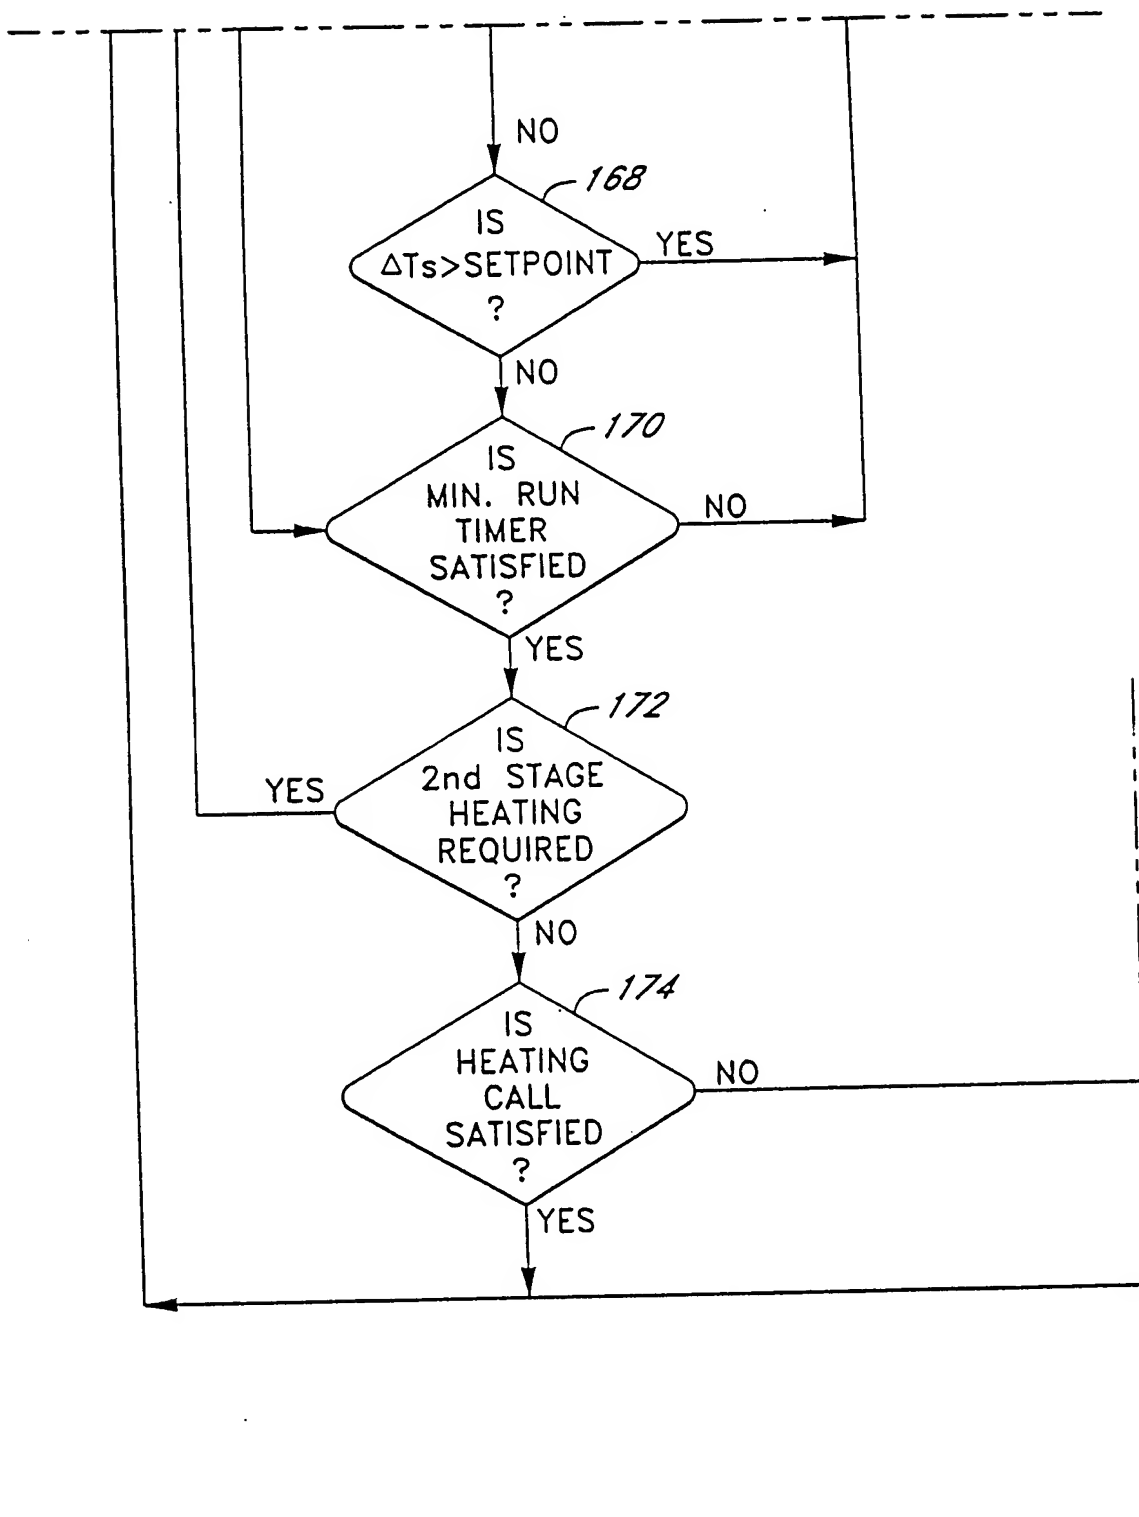 NO
168
IS
ΔTs>SETPOINT
?
YES
NO
170
IS
MIN. RUN
TIMER
SATISFIED
?
NO
YES
172
IS
2nd STAGE
HEATING
REQUIRED
?
YES
NO
174
IS
HEATING
CALL
SATISFIED
?
NO
YES